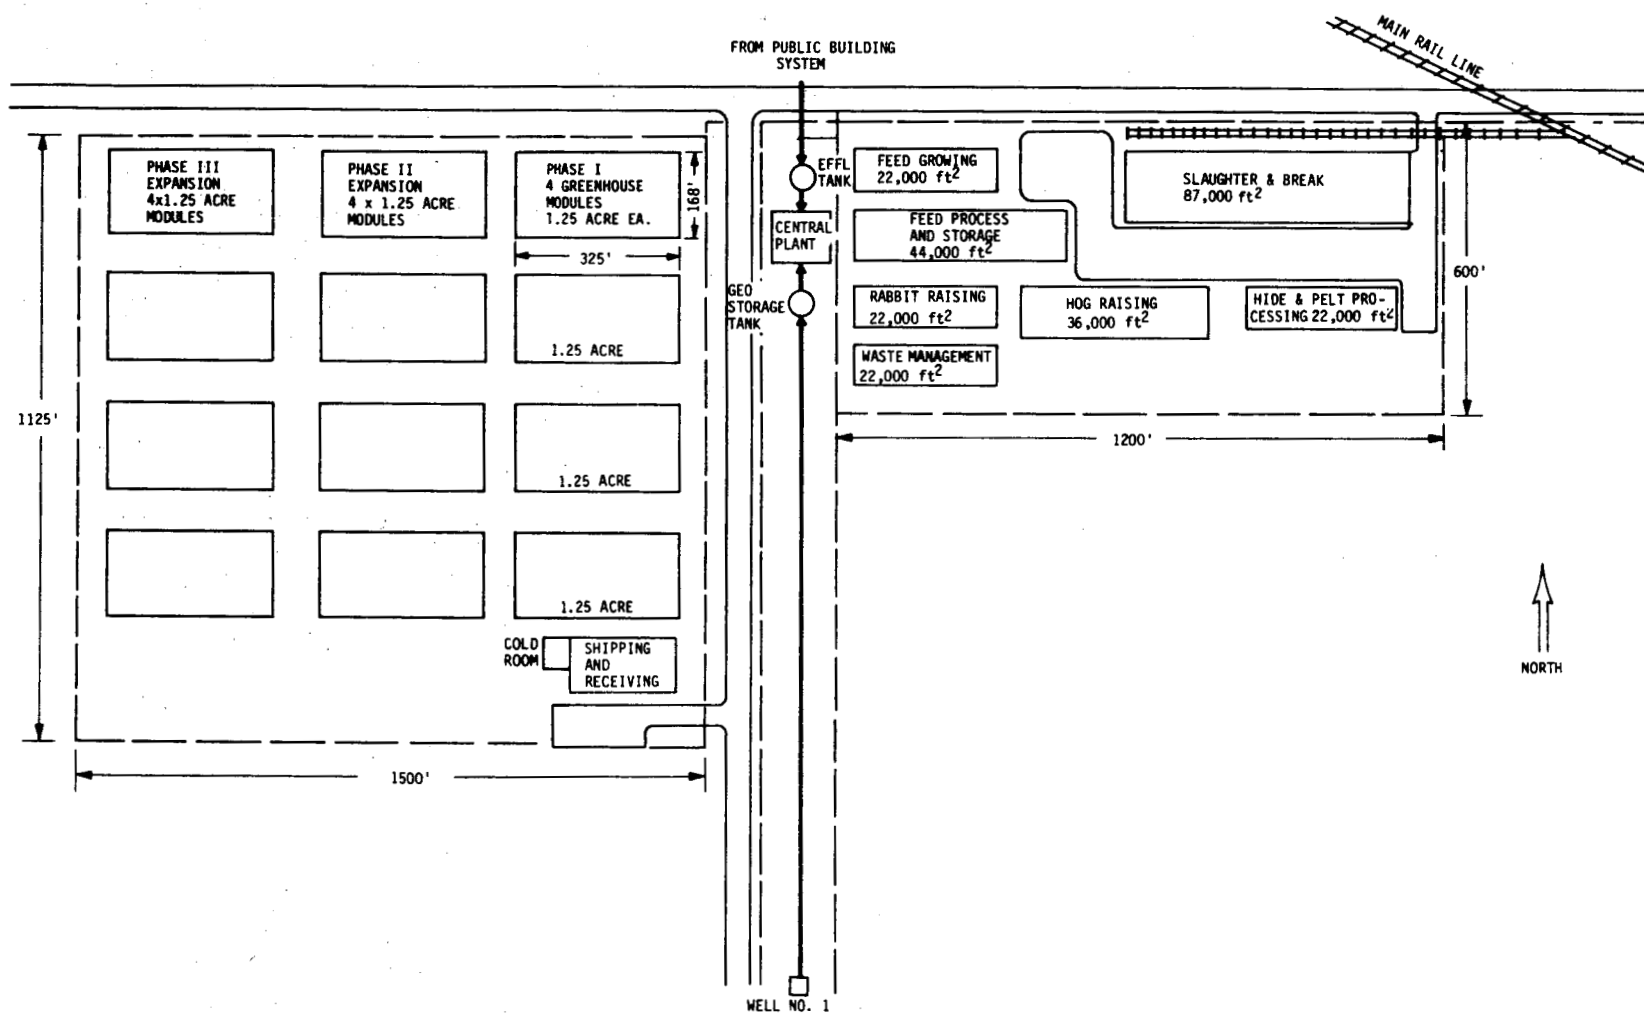 MAIN RAIL LINE
FROM PUBLIC BUILDING
SYSTEM
PHASE III
EXPANSION
4x1.25 ACRE
MODULES
PHASE II
EXPANSION
4 x 1.25 ACRE
MODULES
PHASE I
4 GREENHOUSE
MODULES
1.25 ACRE EA.
168'
325'
EFFL
TANK
CENTRAL
PLANT
GEO
STORAGE
TANK
FEED GROWING
22,000 ft²
FEED PROCESS
AND STORAGE
44,000 ft²
RABBIT RAISING
22,000 ft²
WASTE MANAGEMENT
22,000 ft²
SLAUGHTER & BREAK
87,000 ft²
HOG RAISING
36,000 ft²
HIDE & PELT PRO-
CESSING 22,000 ft²
600'
1200'
1.25 ACRE
1.25 ACRE
1.25 ACRE
1125'
COLD
ROOM
SHIPPING
AND
RECEIVING
1500'
NORTH
WELL NO. 1